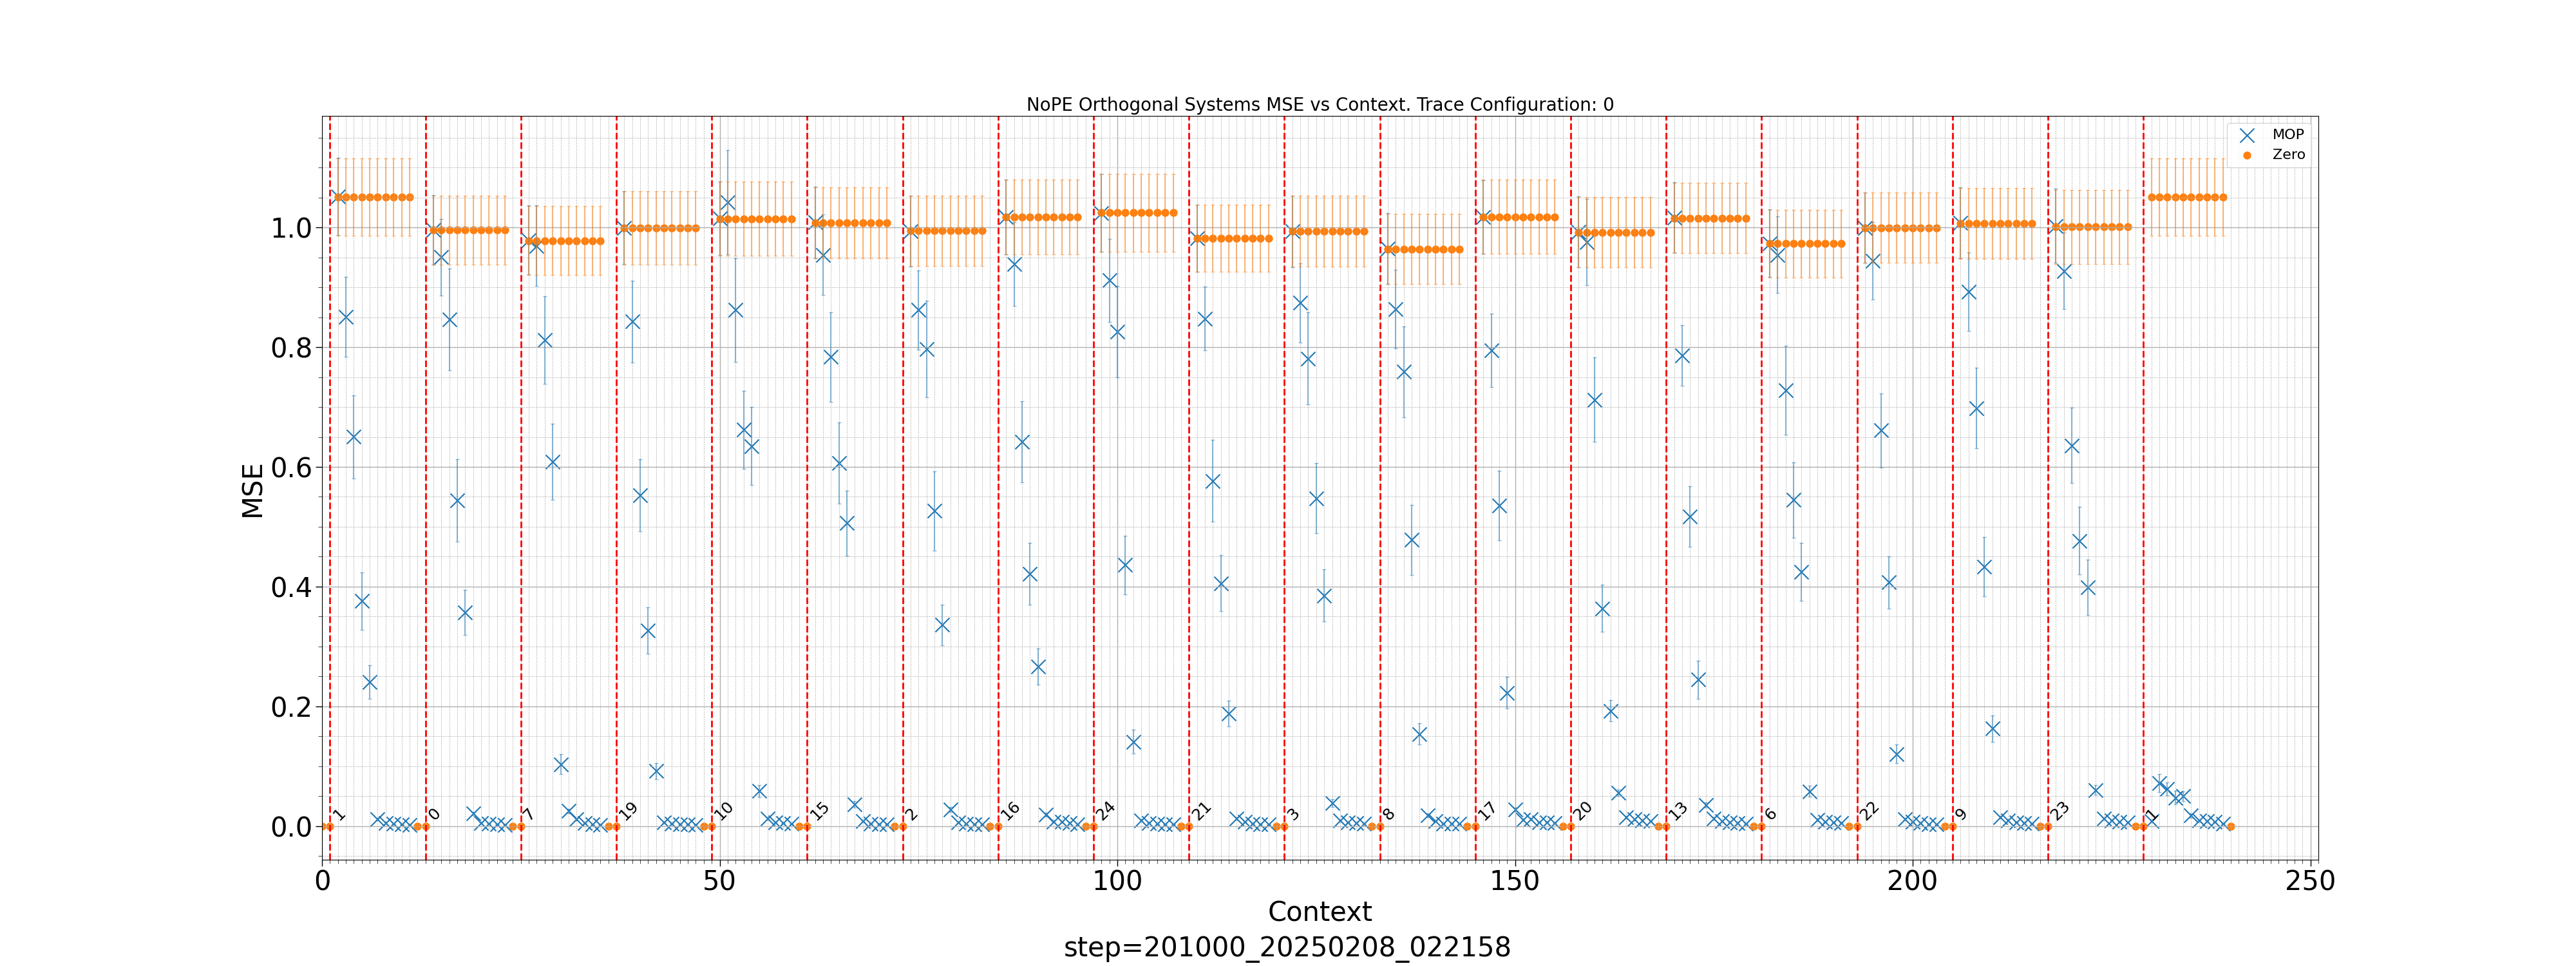 NoPE Orthogonal Systems MSE vs Context. Trace Configuration: 0
MOP
Zero
MSE
1.0
0.8
0.6
0.4
0.2
0.0
1 0 7 19 10 15 2 16 24 21 3 8 17 20 13 6 22 9 23 1
0 50 100 150 200 250
Context
step=201000_20250208_022158